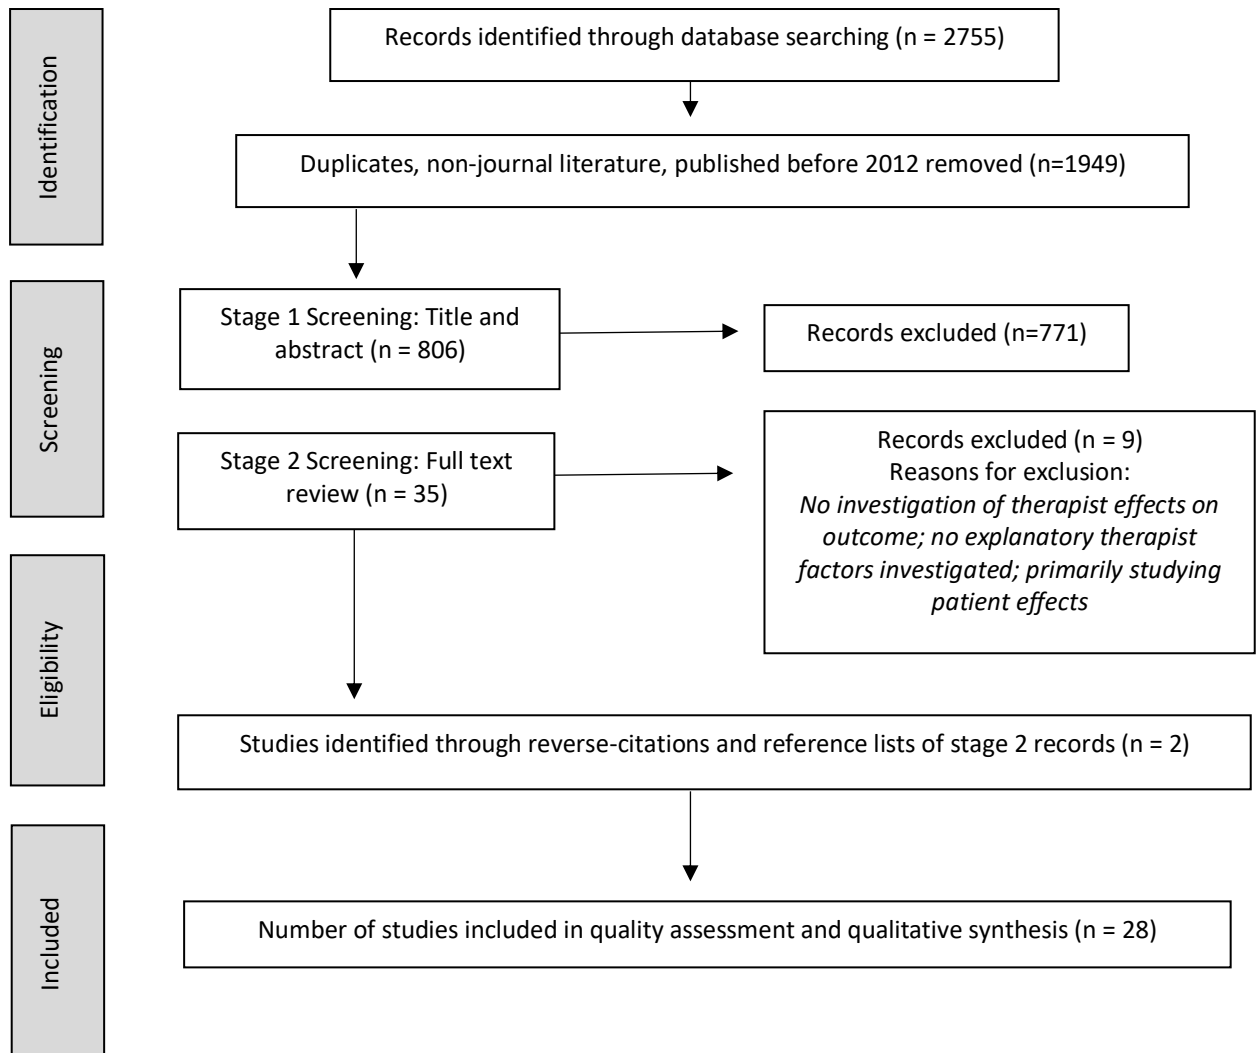 Identification
Records identified through database searching (n = 2755)
Duplicates, non-journal literature, published before 2012 removed (n=1949)
Screening
Stage 1 Screening: Title and
abstract (n = 806)
Records excluded (n=771)
Stage 2 Screening: Full text
review (n = 35)
Records excluded (n = 9)
Reasons for exclusion:
No investigation of therapist effects on
outcome; no explanatory therapist
factors investigated; primarily studying
patient effects
Eligibility
Studies identified through reverse-citations and reference lists of stage 2 records (n = 2)
Included
Number of studies included in quality assessment and qualitative synthesis (n = 28)